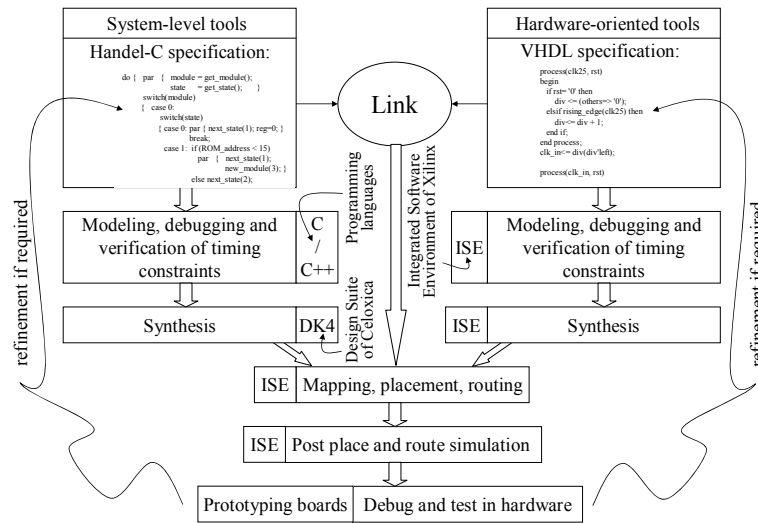 System-level tools
Handel-C specification:
do { par { module = get_module();
state = get_state(); }
switch(module)
{ case 0:
switch(state)
{ case 0: par { next_state(1); reg=0; }
break;
case 1: if (ROM_address < 15)
par { next_state(1);
new_module(3); }
else next_state(2);
Link
Hardware-oriented tools
VHDL specification:
process(clk25, rst)
begin
if rst= '0' then
div <= (others=> '0');
elsif rising_edge(clk25) then
div<= div + 1;
end if;
end process;
clk_in<= div(div'left);
process(clk_in, rst)
refinement if required
Modeling, debugging and
verification of timing
constraints
C
/
C++
Programming
languages
Integrated Software
Environment of Xilinx
ISE
Modeling, debugging and
verification of timing
constraints
refinement if required
Synthesis
DK4
Design Suite
of Celoxica
ISE
Synthesis
ISE
Mapping, placement, routing
ISE
Post place and route simulation
Prototyping boards
Debug and test in hardware